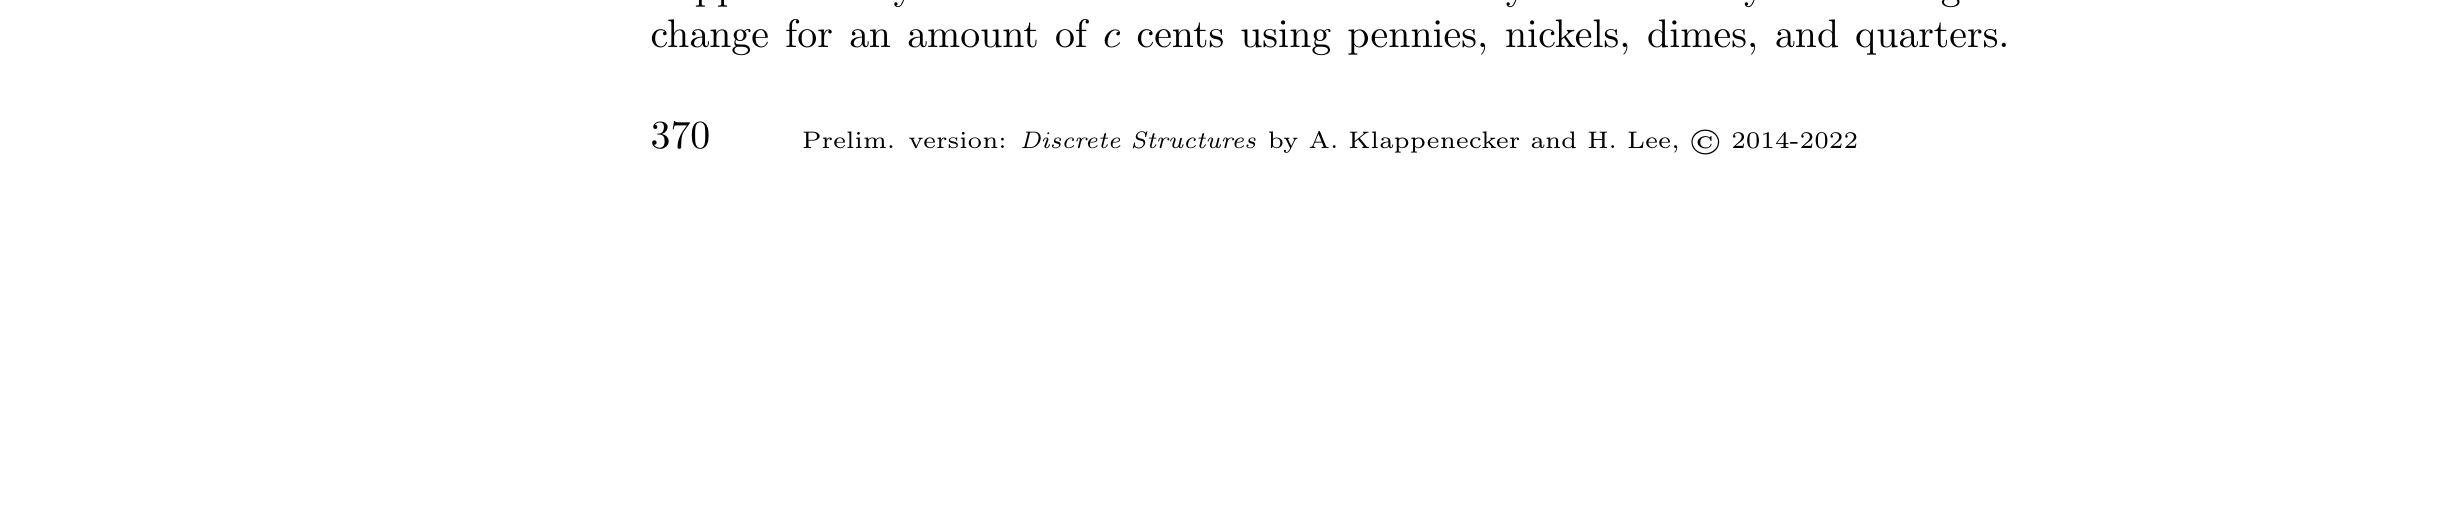 change for an amount of c cents using pennies, nickels, dimes, and quarters.
370 Prelim. version: Discrete Structures by A. Klappenecker and H. Lee, © 2014-2022